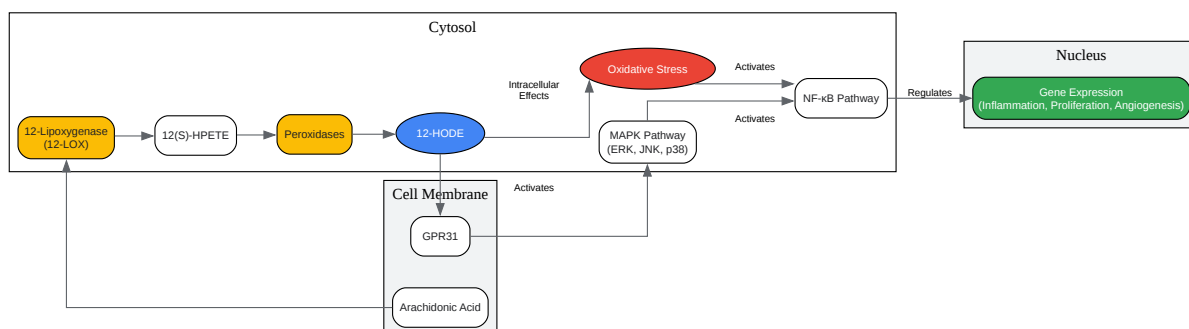 Cytosol
Nucleus
Oxidative Stress
Activates
Intracellular
Effects
NF-κB Pathway
Regulates
Gene Expression
(Inflammation, Proliferation, Angiogenesis)
Activates
12-Lipoxygenase
(12-LOX)
12(S)-HPETE
Peroxidases
12-HODE
MAPK Pathway
(ERK, JNK, p38)
Cell Membrane
Activates
GPR31
Arachidonic Acid